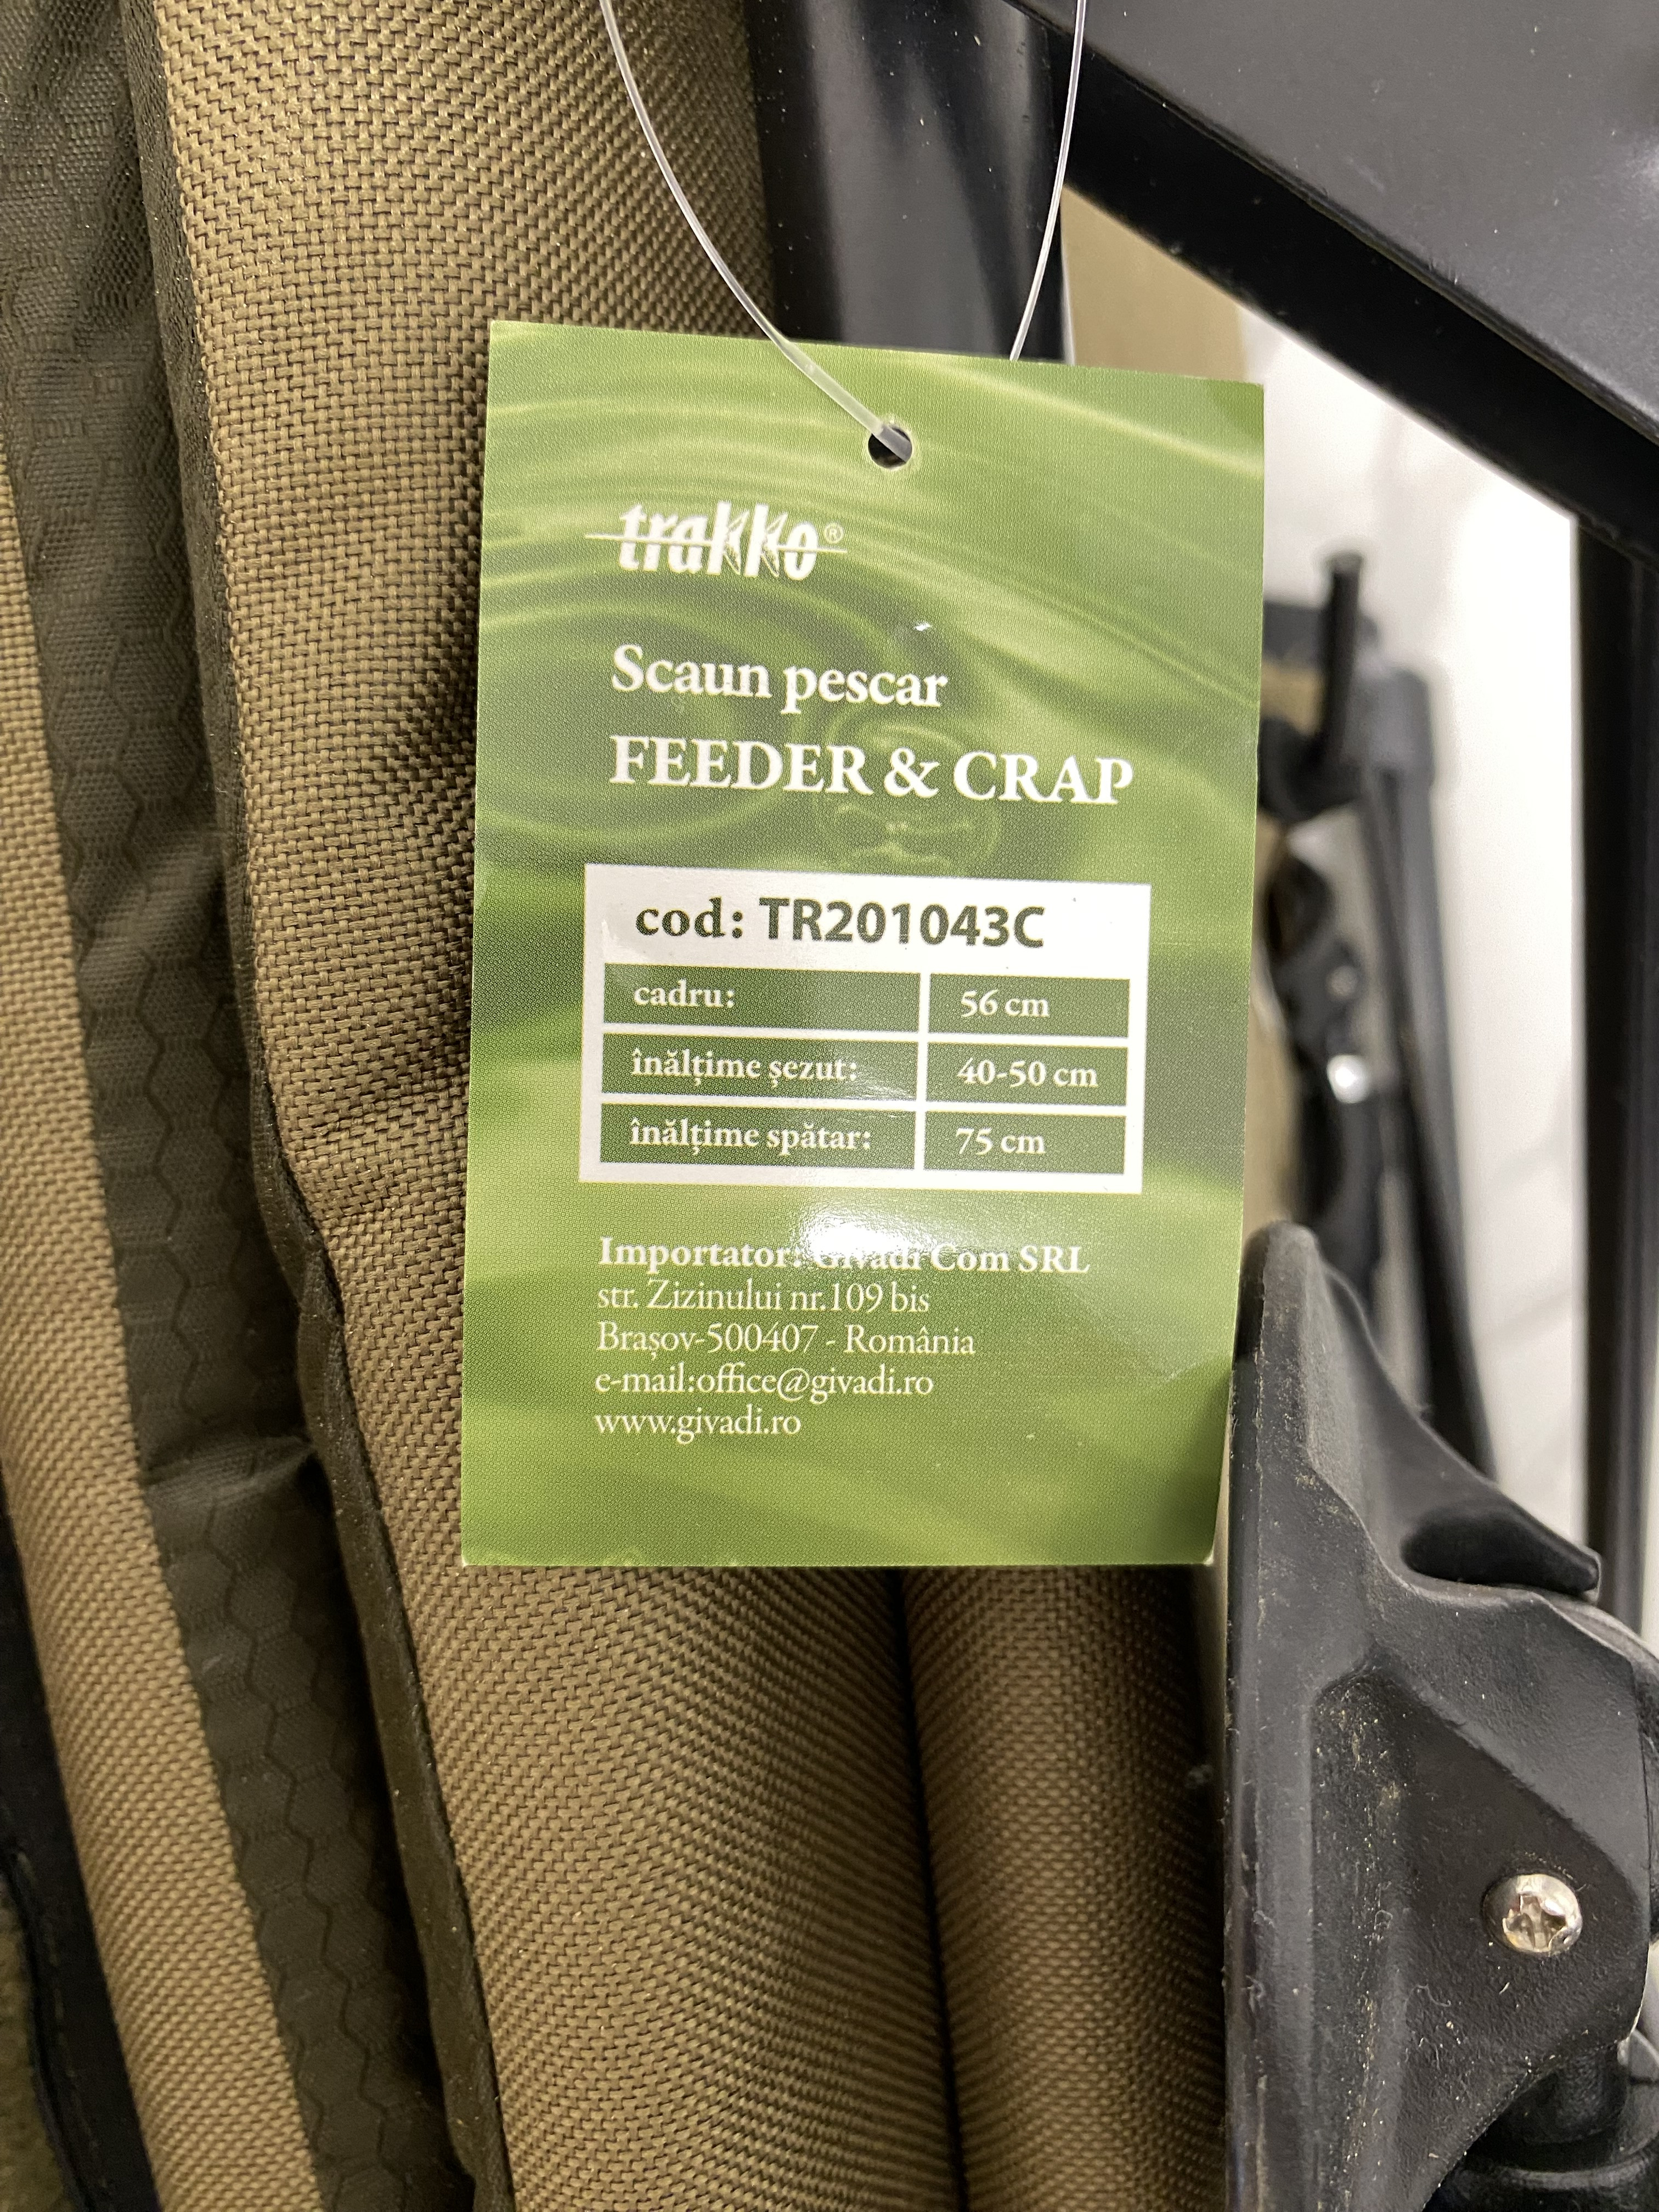 trakko®
Scaun pescar
FEEDER & CRAP
cod: TR201043C
cadru: 56 cm
înălțime șezut: 40-50 cm
înălțime spătar: 75 cm
Importator: Givadi Com SRL
str. Zizinului nr.109 bis
Brașov-500407 - România
e-mail:office@givadi.ro
www.givadi.ro